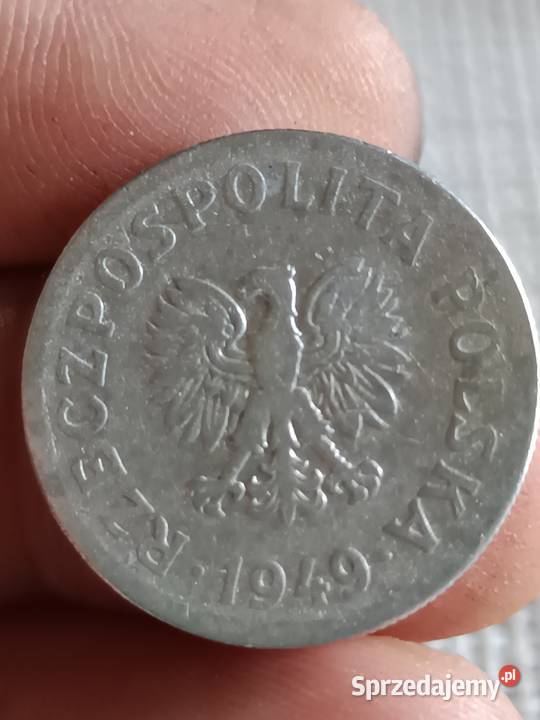 RZECZPOSPOLITA POLSKA
·1949·
Sprzedajemy.pl